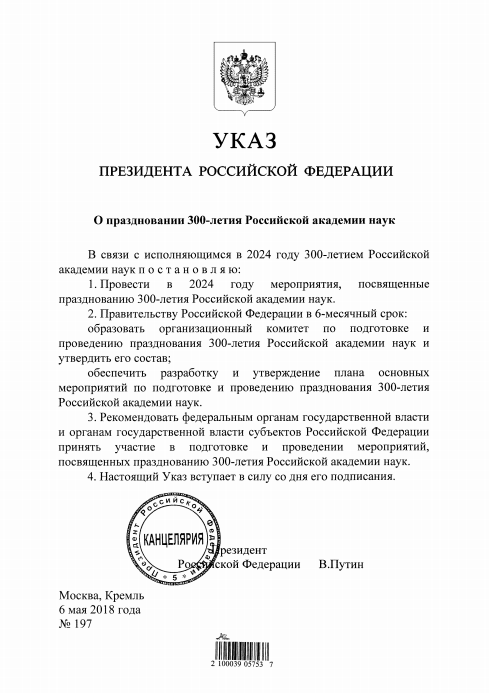 УКАЗ
ПРЕЗИДЕНТА РОССИЙСКОЙ ФЕДЕРАЦИИ
О праздновании 300-летия Российской академии наук
В связи с исполняющимся в 2024 году 300-летием Российской
академии наук п о с т а н о в л я ю:
1. Провести в 2024 году мероприятия, посвященные
празднованию 300-летия Российской академии наук.
2. Правительству Российской Федерации в 6-месячный срок:
образовать организационный комитет по подготовке и
проведению празднования 300-летия Российской академии наук и
утвердить его состав;
обеспечить разработку и утверждение плана основных
мероприятий по подготовке и проведению празднования 300-летия
Российской академии наук.
3. Рекомендовать федеральным органам государственной власти
и органам государственной власти субъектов Российской Федерации
принять участие в подготовке и проведении мероприятий,
посвященных празднованию 300-летия Российской академии наук.
4. Настоящий Указ вступает в силу со дня его подписания.
Президент Российской Федерации
КАНЦЕЛЯРИЯ
* 5 *
Президент
Российской Федерации В.Путин
Москва, Кремль
6 мая 2018 года
№ 197
2 100039 05753 7